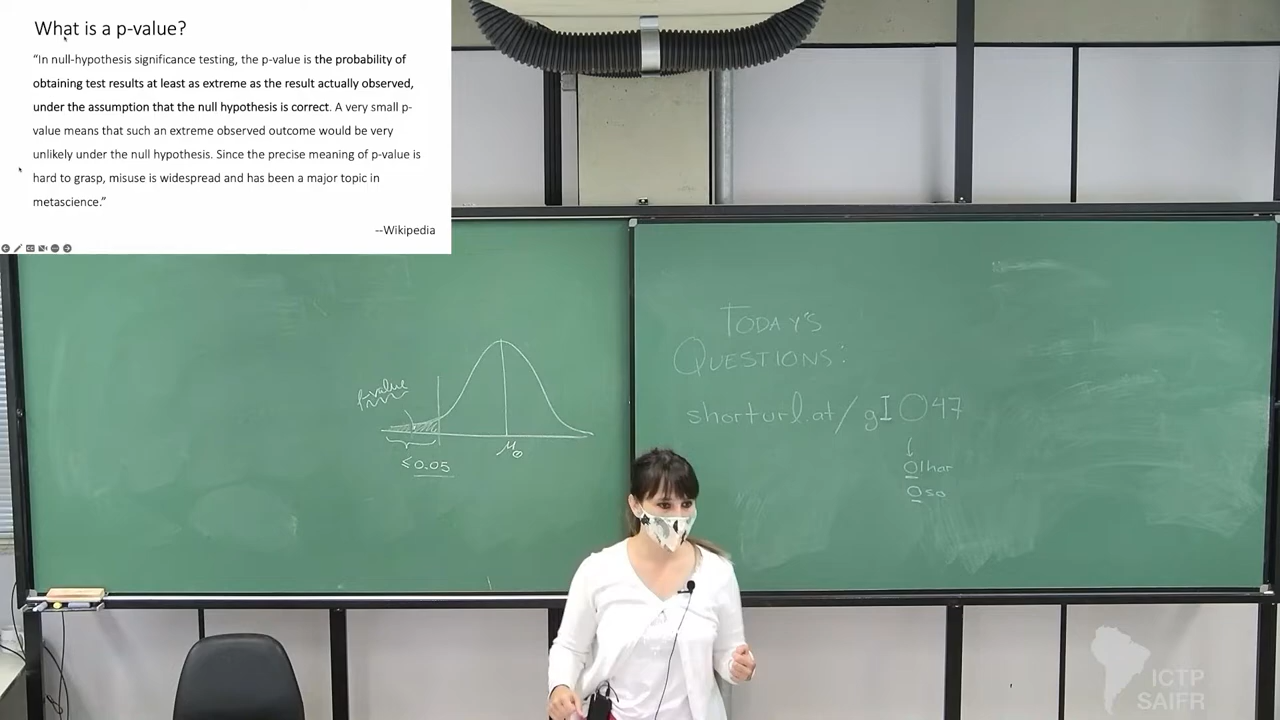 What is a p-value?
“In null-hypothesis significance testing, the p-value is the probability of
obtaining test results at least as extreme as the result actually observed,
under the assumption that the null hypothesis is correct. A very small p-
value means that such an extreme observed outcome would be very
unlikely under the null hypothesis. Since the precise meaning of p-value is
hard to grasp, misuse is widespread and has been a major topic in
metascience.”
--Wikipedia
p-value
≤0.05
μ₀
TODAY'S
QUESTIONS:
shorturl.at/gIO47
Olhar
Oso
ICTP
SAIFR